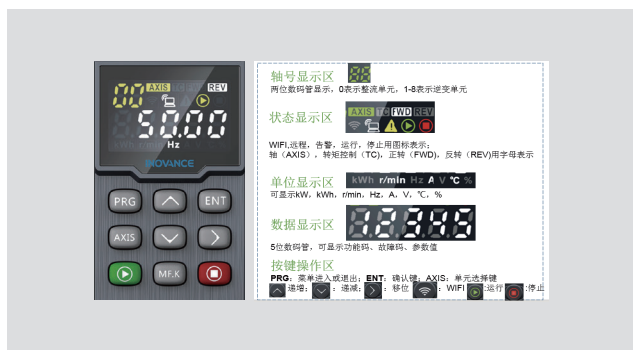 00 AXIS REV
50.00
Hz
INOVANCE
PRG
ENT
AXIS
MF.K
轴号显示区
两位数码管显示，0表示整流单元，1-8表示逆变单元
状态显示区 AXIS TC FWD REV
WIFI,远程，告警，运行，停止用图标表示；
轴（AXIS），转矩控制（TC），正转（FWD），反转（REV)用字母表示
单位显示区 kWh r/min Hz A V ℃ %
可显示kW，kWh，r/min，Hz，A，V，℃，%
数据显示区 18345
5位数码管，可显示功能码、故障码、参数值
按键操作区
PRG：菜单进入或退出；ENT：确认键；AXIS：单元选择键
：递增；：递减；：移位：WIFI :运行 :停止